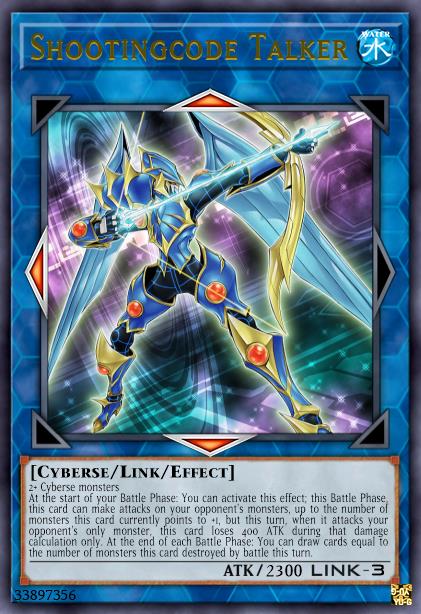 Shootingcode Talker
WATER
水
[Cyberse/Link/Effect]
2+ Cyberse monsters
At the start of your Battle Phase: You can activate this effect; this Battle Phase,
this card can make attacks on your opponent's monsters, up to the number of
monsters this card currently points to +1, but this turn, when it attacks your
opponent's only monster, this card loses 400 ATK during that damage
calculation only. At the end of each Battle Phase: You can draw cards equal to
the number of monsters this card destroyed by battle this turn.
ATK/2300 LINK-3
33897356